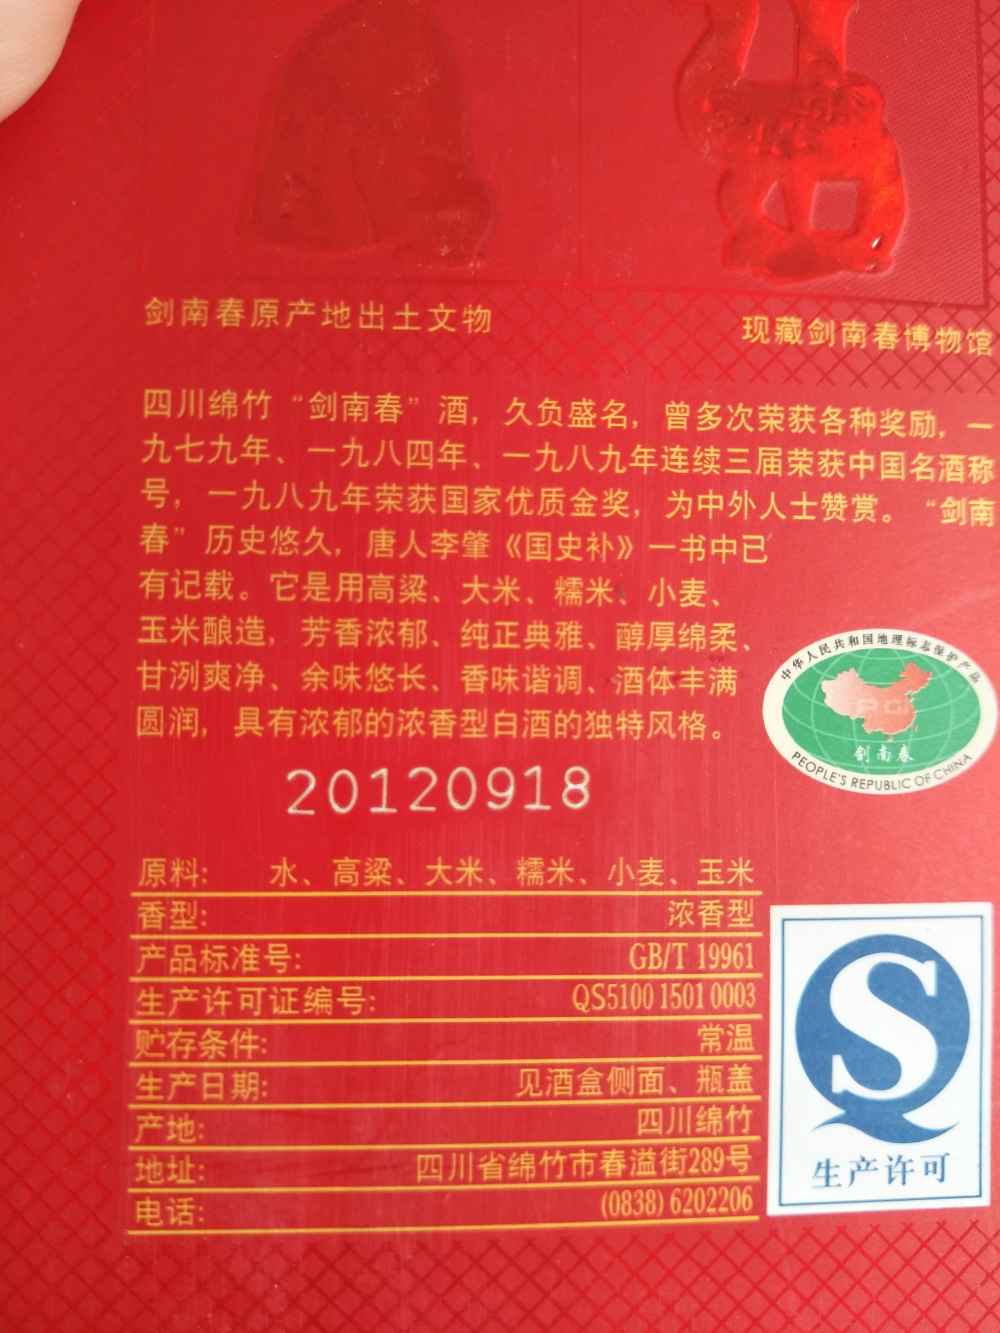 剑南春原产地出土文物
现藏剑南春博物馆
四川绵竹“剑南春”酒，久负盛名，曾多次荣获各种奖励，一
九七九年、一九八四年、一九八九年连续三届荣获中国名酒称
号，一九八九年荣获国家优质金奖，为中外人士赞赏。“剑南
春”历史悠久，唐人李肇《国史补》一书中已
有记载。它是用高粱、大米、糯米、小麦、
玉米酿造，芳香浓郁、纯正典雅、醇厚绵柔、
甘洌爽净、余味悠长、香味谐调、酒体丰满
圆润，具有浓郁的浓香型白酒的独特风格。
中华人民共和国地理标志保护产品
PGI
剑南春
PEOPLE'S REPUBLIC OF CHINA
20120918
原料: 水、高粱、大米、糯米、小麦、玉米
香型: 浓香型
产品标准号: GB/T 19961
生产许可证编号: QS5100 1501 0003
贮存条件: 常温
生产日期: 见酒盒侧面、瓶盖
产地: 四川绵竹
地址: 四川省绵竹市春溢街289号
电话: (0838) 6202206
生产许可